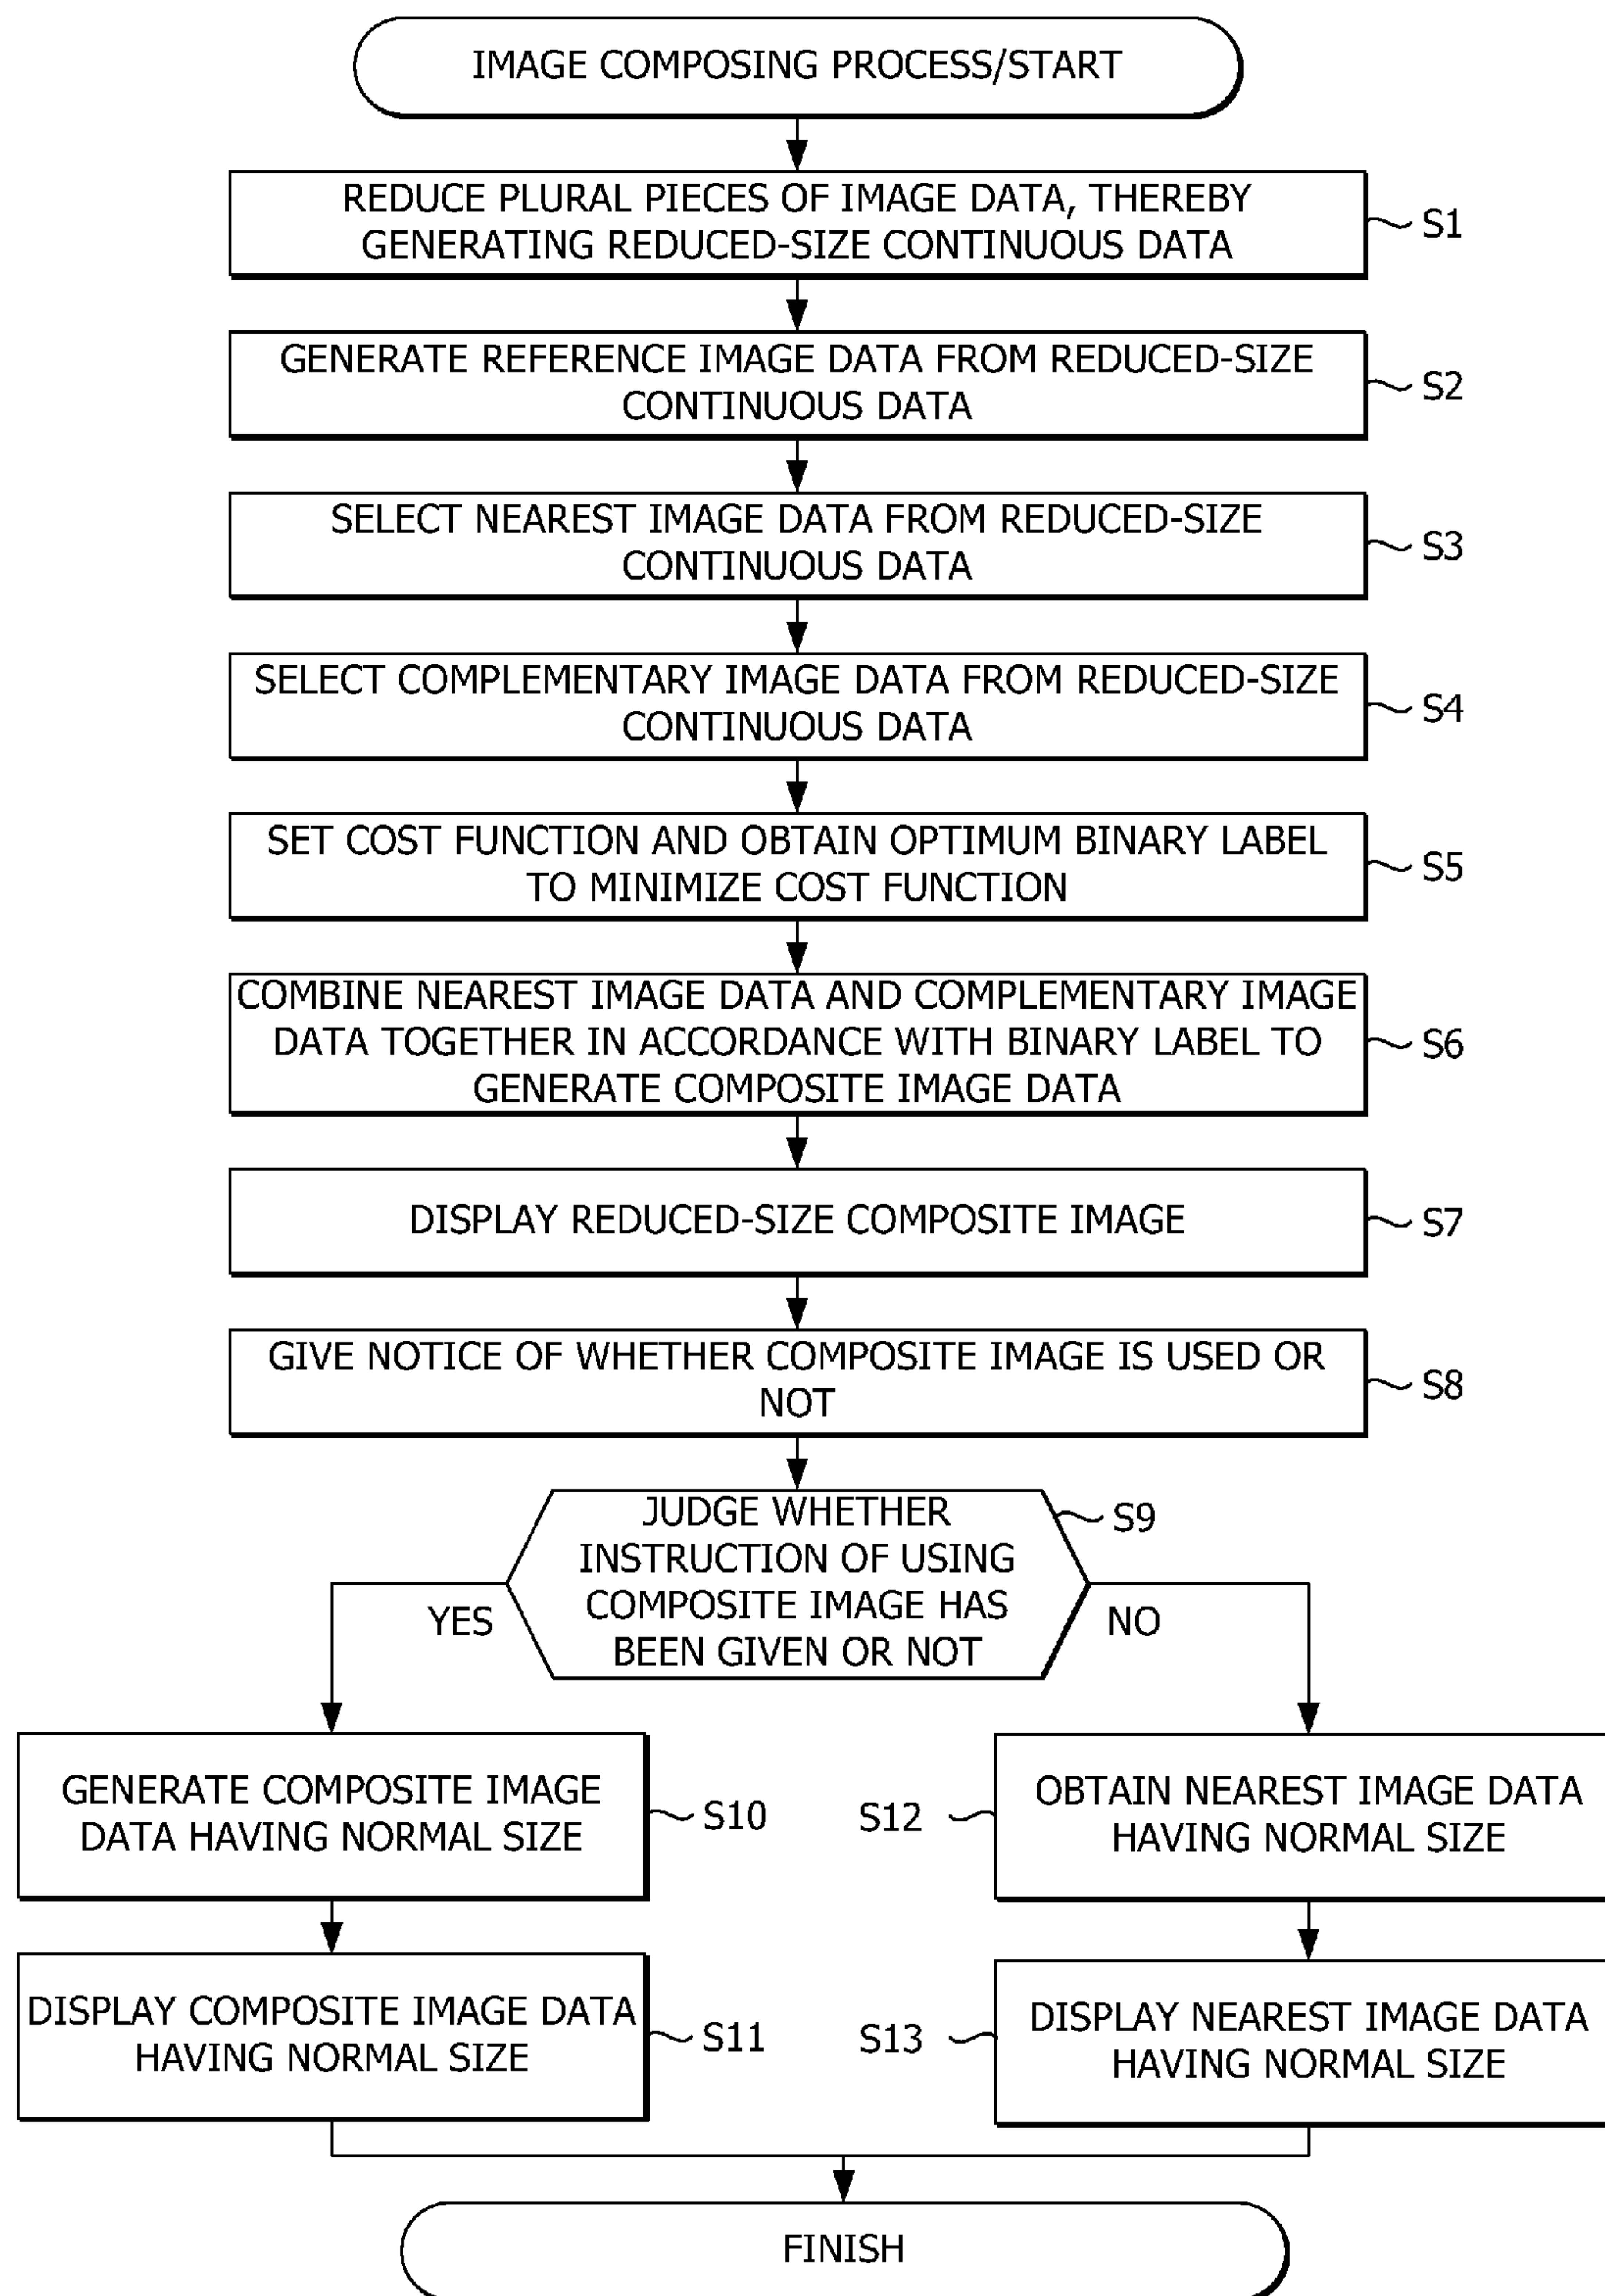 IMAGE COMPOSING PROCESS/START
REDUCE PLURAL PIECES OF IMAGE DATA, THEREBY
GENERATING REDUCED-SIZE CONTINUOUS DATA
S1
GENERATE REFERENCE IMAGE DATA FROM REDUCED-SIZE
CONTINUOUS DATA
S2
SELECT NEAREST IMAGE DATA FROM REDUCED-SIZE
CONTINUOUS DATA
S3
SELECT COMPLEMENTARY IMAGE DATA FROM REDUCED-SIZE
CONTINUOUS DATA
S4
SET COST FUNCTION AND OBTAIN OPTIMUM BINARY LABEL
TO MINIMIZE COST FUNCTION
S5
COMBINE NEAREST IMAGE DATA AND COMPLEMENTARY IMAGE
DATA TOGETHER IN ACCORDANCE WITH BINARY LABEL TO
GENERATE COMPOSITE IMAGE DATA
S6
DISPLAY REDUCED-SIZE COMPOSITE IMAGE
S7
GIVE NOTICE OF WHETHER COMPOSITE IMAGE IS USED OR
NOT
S8
JUDGE WHETHER
INSTRUCTION OF USING
COMPOSITE IMAGE HAS
BEEN GIVEN OR NOT
S9
YES
NO
GENERATE COMPOSITE IMAGE
DATA HAVING NORMAL SIZE
S10
S12
OBTAIN NEAREST IMAGE DATA
HAVING NORMAL SIZE
DISPLAY COMPOSITE IMAGE DATA
HAVING NORMAL SIZE
S11
S13
DISPLAY NEAREST IMAGE DATA
HAVING NORMAL SIZE
FINISH